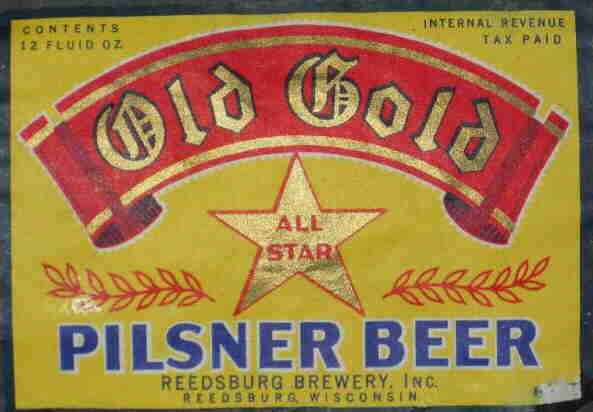 CONTENTS
12 FLUID OZ.
INTERNAL REVENUE
TAX PAID
Old Gold
ALL
STAR
PILSNER BEER
REEDSBURG BREWERY, INC.
REEDSBURG, WISCONSIN